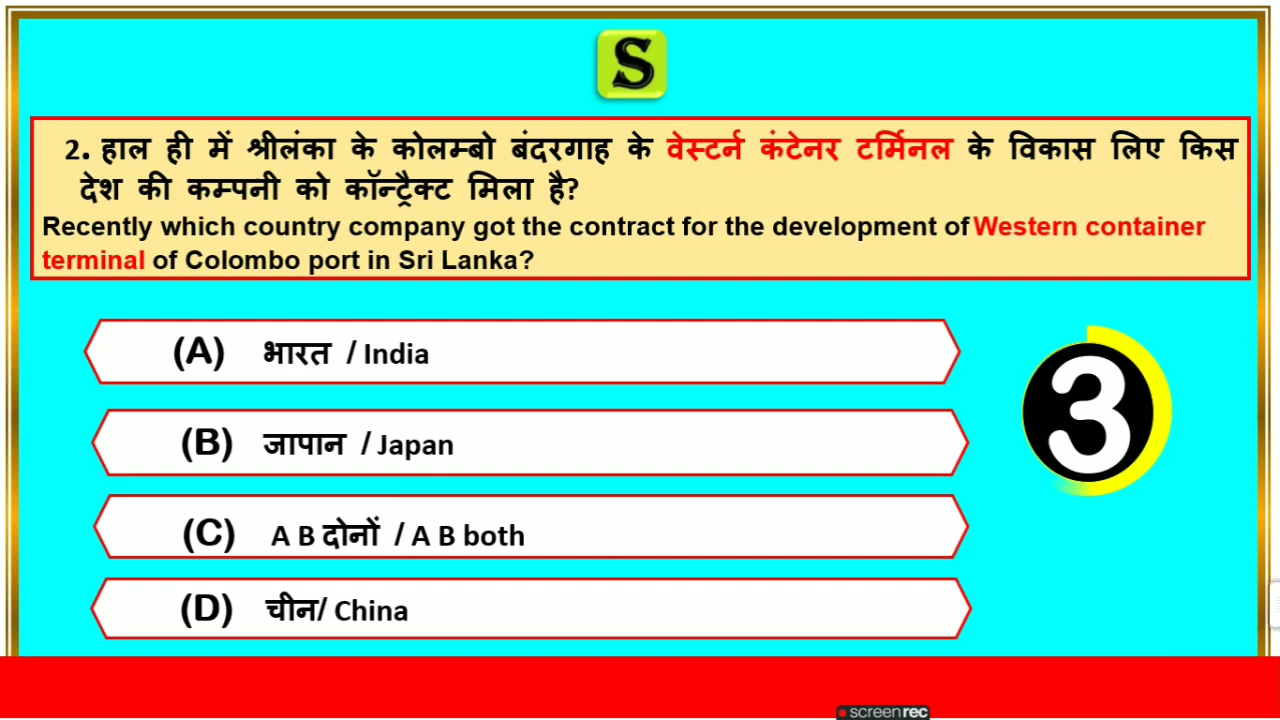 S
2. हाल ही में श्रीलंका के कोलम्बो बंदरगाह के वेस्टर्न कंटेनर टर्मिनल के विकास लिए किस
देश की कम्पनी को कॉन्ट्रैक्ट मिला है?
Recently which country company got the contract for the development of Western container
terminal of Colombo port in Sri Lanka?
(A) भारत / India
3
(B) जापान / Japan
(C) A B दोनों / A B both
(D) चीन/ China
screenrec